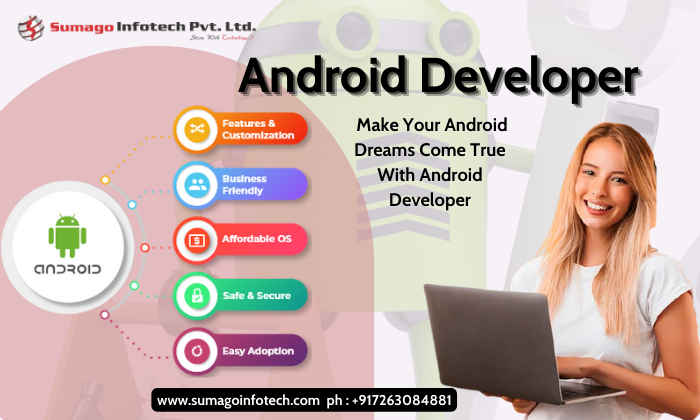 Sumago Infotech Pvt. Ltd.
Android Developer
Make Your Android
Dreams Come True
With Android
Developer
Features &
Customization
Business
Friendly
Affordable OS
Safe & Secure
Easy Adoption
ANDROID
www.sumagoinfotech.com ph : +917263084881